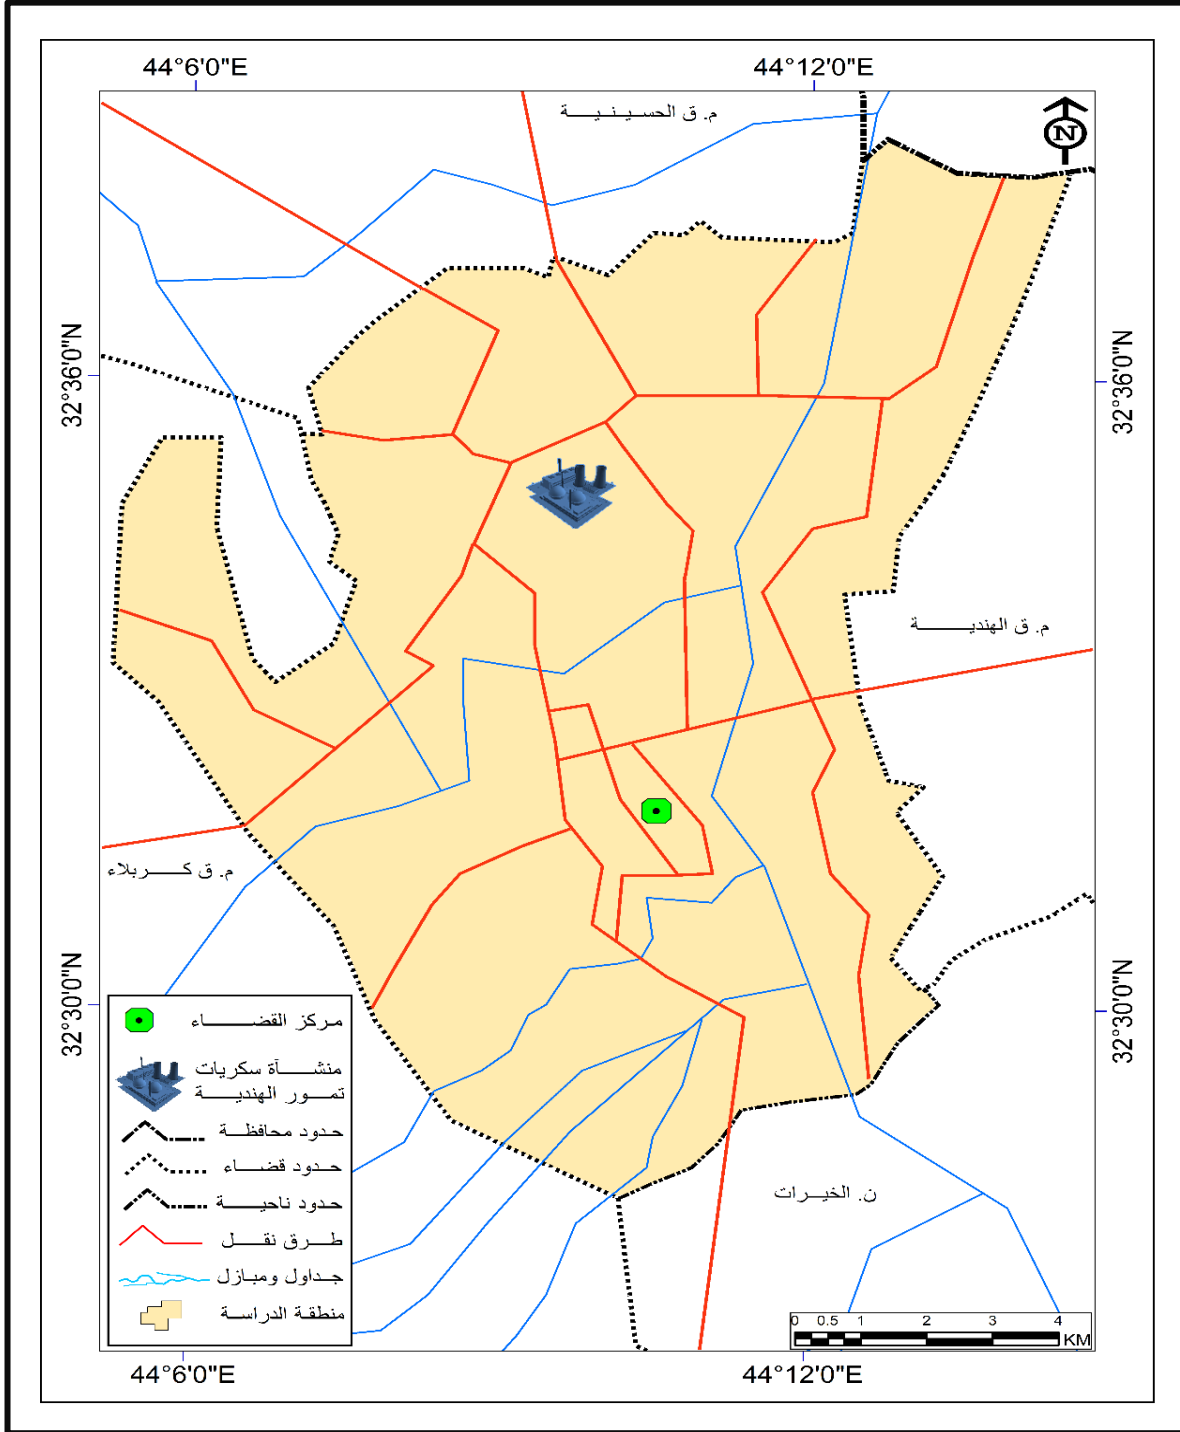 44°6'0"E
44°12'0"E
م. ق الحسينية
N
32°36'0"N
32°36'0"N
م. ق الهندية
م. ق كربلاء
32°30'0"N
32°30'0"N
مركز القضاء
منشأة سكريات
تمور الهندية
حدود محافظة
حدود قضاء
حدود ناحية
طرق نقل
جداول ومبازل
منطقة الدراسة
ن. الخيرات
0 0.5 1 2 3 4
KM
44°6'0"E
44°12'0"E